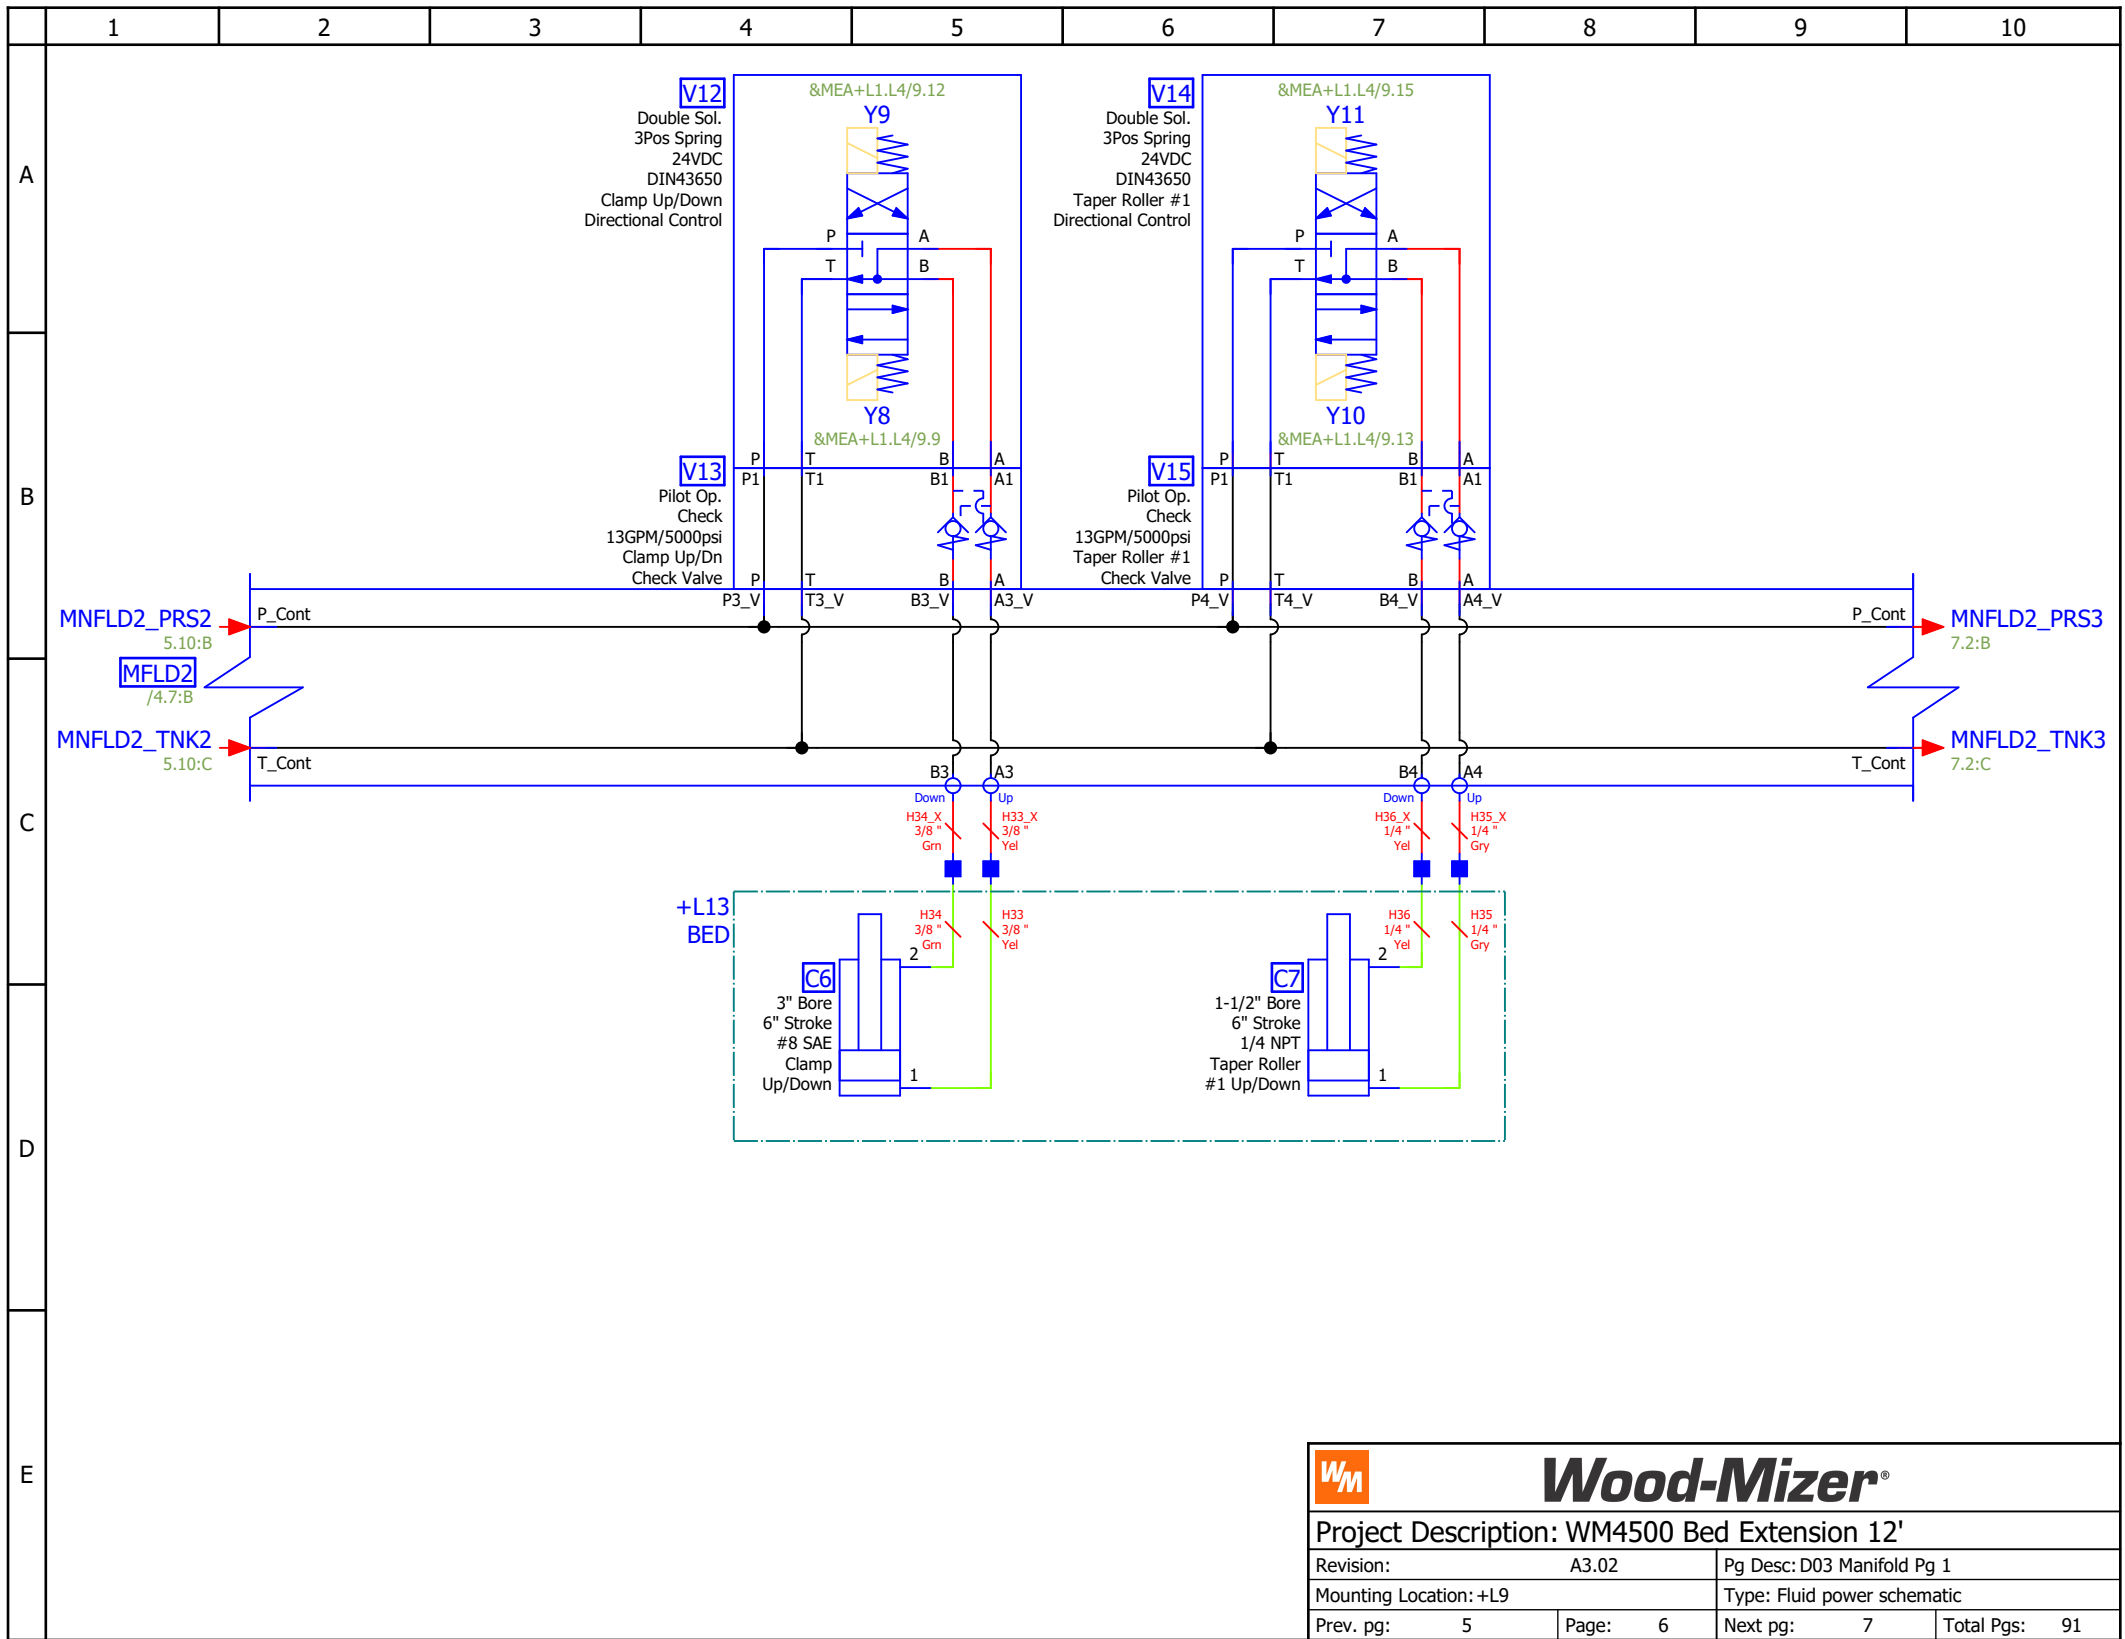 1 2 3 4 5 6 7 8 9 10
A
B
C
D
E
V12
Double Sol.
3Pos Spring
24VDC
DIN43650
Clamp Up/Down
Directional Control
&MEA+L1.L4/9.12
Y9
P A
T B
Y8
&MEA+L1.L4/9.9
V13
Pilot Op.
Check
13GPM/5000psi
Clamp Up/Dn
Check Valve
P T B A
P1 T1 B1 A1
P T B A
P3_V T3_V B3_V A3_V
V14
Double Sol.
3Pos Spring
24VDC
DIN43650
Taper Roller #1
Directional Control
&MEA+L1.L4/9.15
Y11
P A
T B
Y10
&MEA+L1.L4/9.13
V15
Pilot Op.
Check
13GPM/5000psi
Taper Roller #1
Check Valve
P T B A
P1 T1 B1 A1
P T B A
P4_V T4_V B4_V A4_V
MNFLD2_PRS2
5.10:B
P_Cont
P_Cont
MNFLD2_PRS3
7.2:B
MFLD2
/4.7:B
MNFLD2_TNK2
5.10:C
T_Cont
T_Cont
MNFLD2_TNK3
7.2:C
B3 A3
Down Up
H34_X
3/8 "
Grn
H33_X
3/8 "
Yel
B4 A4
Down Up
H36_X
1/4 "
Yel
H35_X
1/4 "
Gry
+L13
BED
H34
3/8 "
Grn
H33
3/8 "
Yel
2
C6
3" Bore
6" Stroke
#8 SAE
Clamp
Up/Down
1
H36
1/4 "
Yel
H35
1/4 "
Gry
2
C7
1-1/2" Bore
6" Stroke
1/4 NPT
Taper Roller
#1 Up/Down
1
WM
Wood-Mizer®
Project Description: WM4500 Bed Extension 12'
Revision: A3.02
Pg Desc: D03 Manifold Pg 1
Mounting Location: +L9
Type: Fluid power schematic
Prev. pg: 5 Page: 6 Next pg: 7 Total Pgs: 91